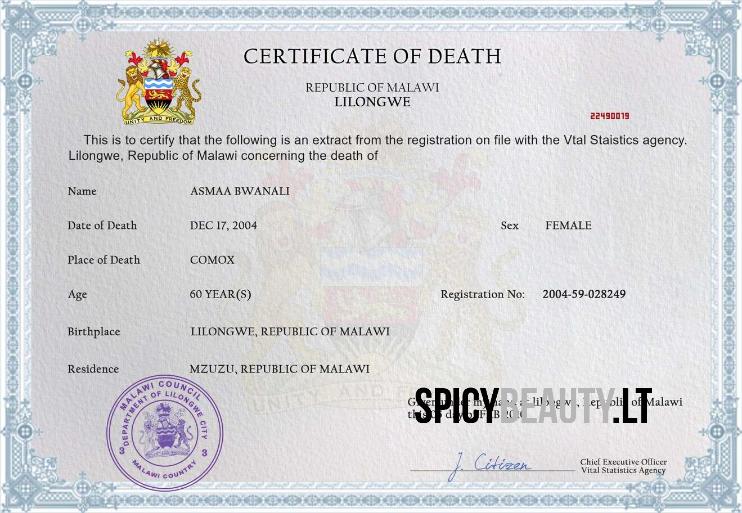 CERTIFICATE OF DEATH
REPUBLIC OF MALAWI
LILONGWE
UNITY AND FREEDOM
22490019
This is to certify that the following is an extract from the registration on file with the Vtal Staistics agency.
Lilongwe, Republic of Malawi concerning the death of
Name ASMAA BWANALI
Date of Death DEC 17, 2004 Sex FEMALE
Place of Death COMOX
Age 60 YEAR(S) Registration No: 2004-59-028249
Birthplace LILONGWE, REPUBLIC OF MALAWI
Residence MZUZU, REPUBLIC OF MALAWI
MALAWI COUNCIL
DEPARTMENT OF LILONGWE CITY
3 3
MALAWI COUNTRY
SPICYBEAUTY.LT
at lilongwe, Republic of Malawi
day of FEB
J. Citizen
Chief Executive Officer
Vital Statistics Agency